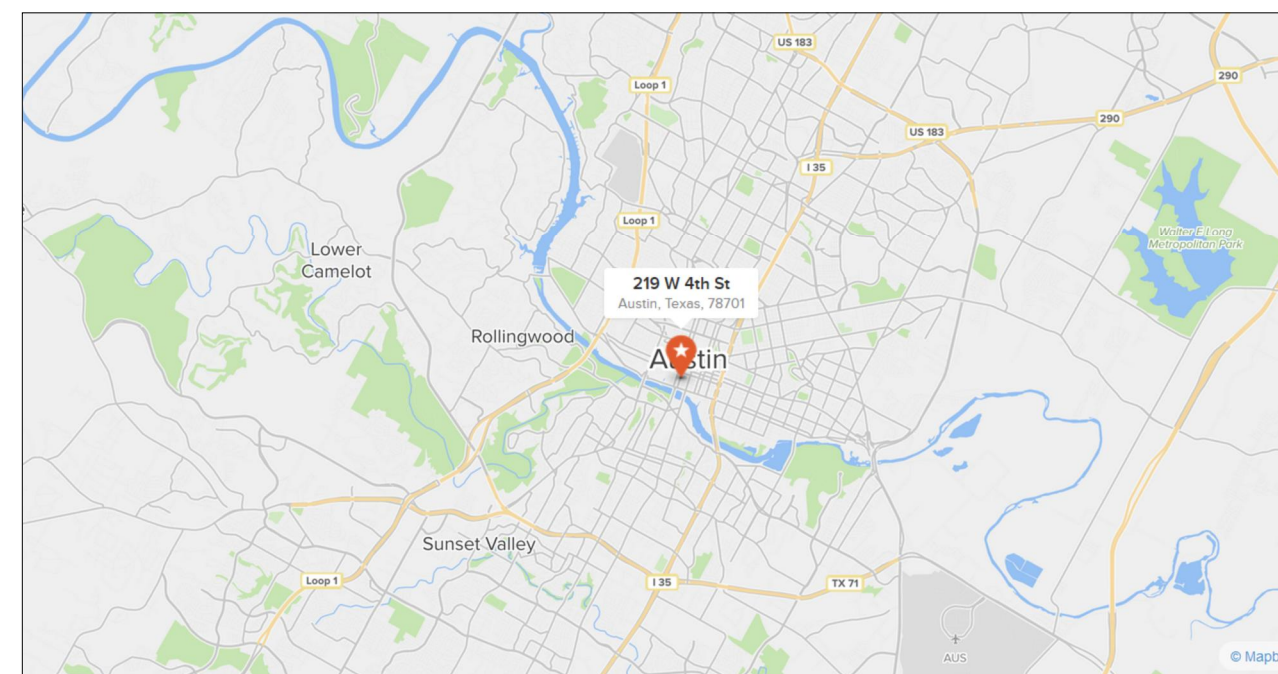 US 183
Loop 1
290
290
US 183
I 35
Loop 1
Walter E Long
Metropolitan Park
Lower
Camelot
219 W 4th St
Austin, Texas, 78701
Rollingwood
Austin
Sunset Valley
Loop 1
I 35
TX 71
AUS
© Mapb